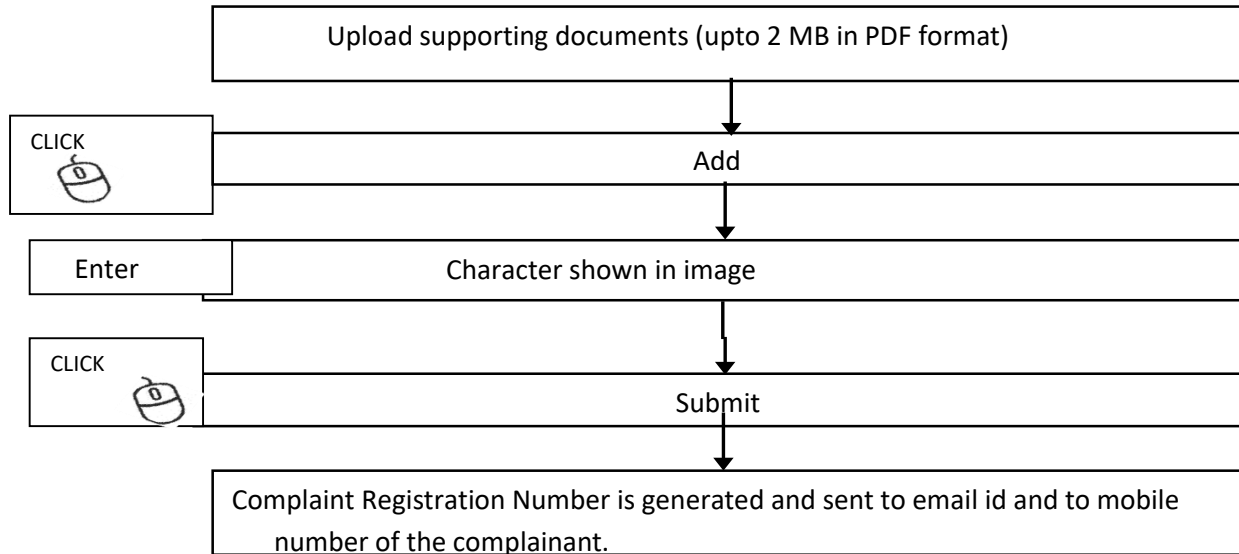 Upload supporting documents (upto 2 MB in PDF format)
CLICK
Add
Enter
Character shown in image
CLICK
Submit
Complaint Registration Number is generated and sent to email id and to mobile
number of the complainant.